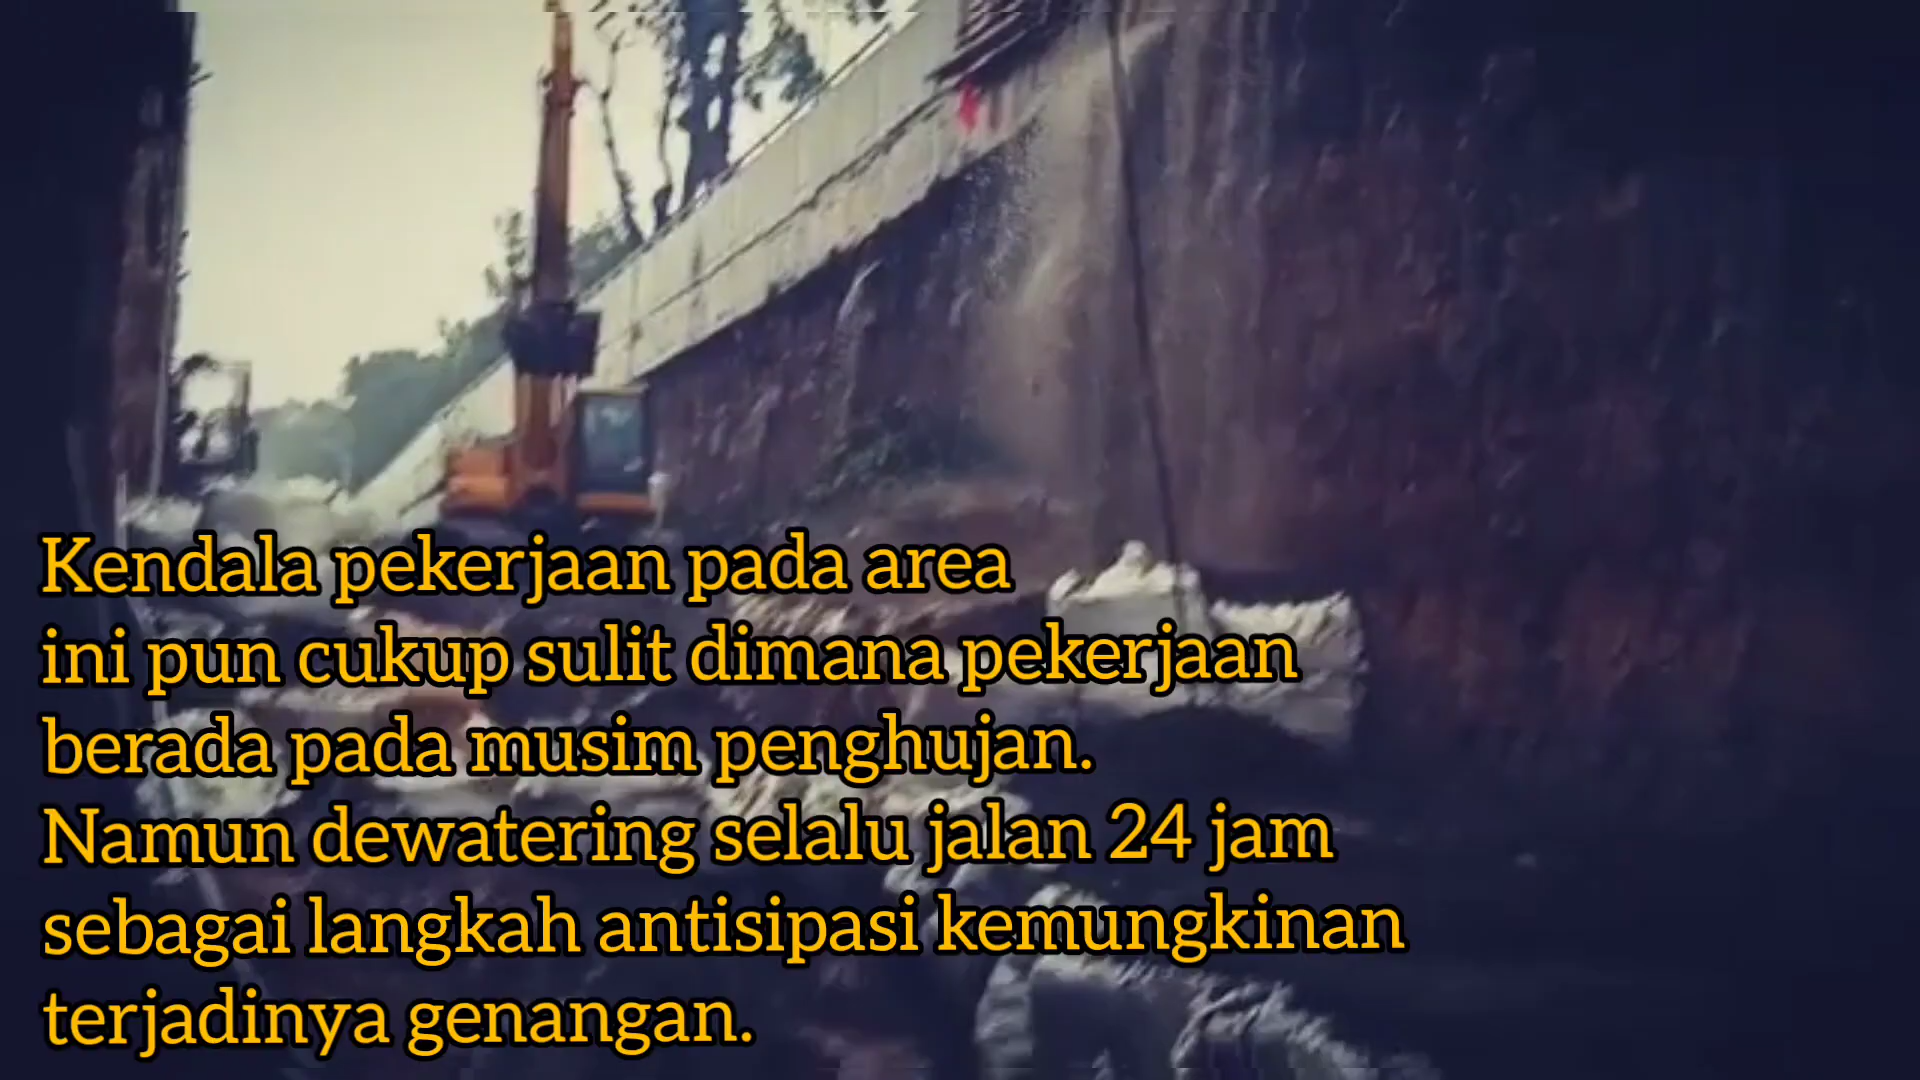 Kendala pekerjaan pada area
ini pun cukup sulit dimana pekerjaan
berada pada musim penghujan.
Namun dewatering selalu jalan 24 jam
sebagai langkah antisipasi kemungkinan
terjadinya genangan.